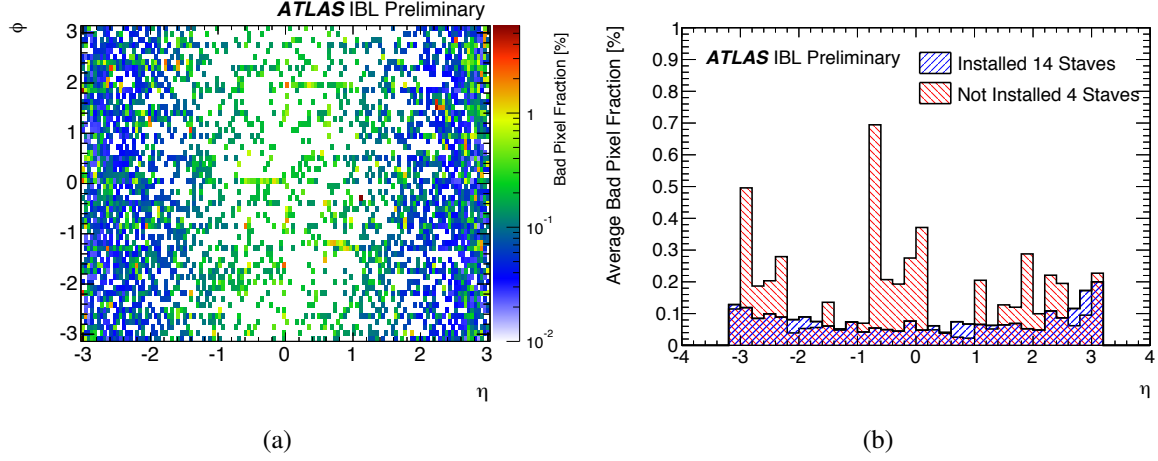 ATLAS IBL Preliminary
ϕ
3
2
1
0
-1
-2
-3
-3 -2 -1 0 1 2 3
η
Bad Pixel Fraction [%]
1
10^-1
10^-2
(a)
Average Bad Pixel Fraction [%]
1
0.9
0.8
0.7
0.6
0.5
0.4
0.3
0.2
0.1
0
-4 -3 -2 -1 0 1 2 3 4
η
ATLAS IBL Preliminary
Installed 14 Staves
Not Installed 4 Staves
(b)